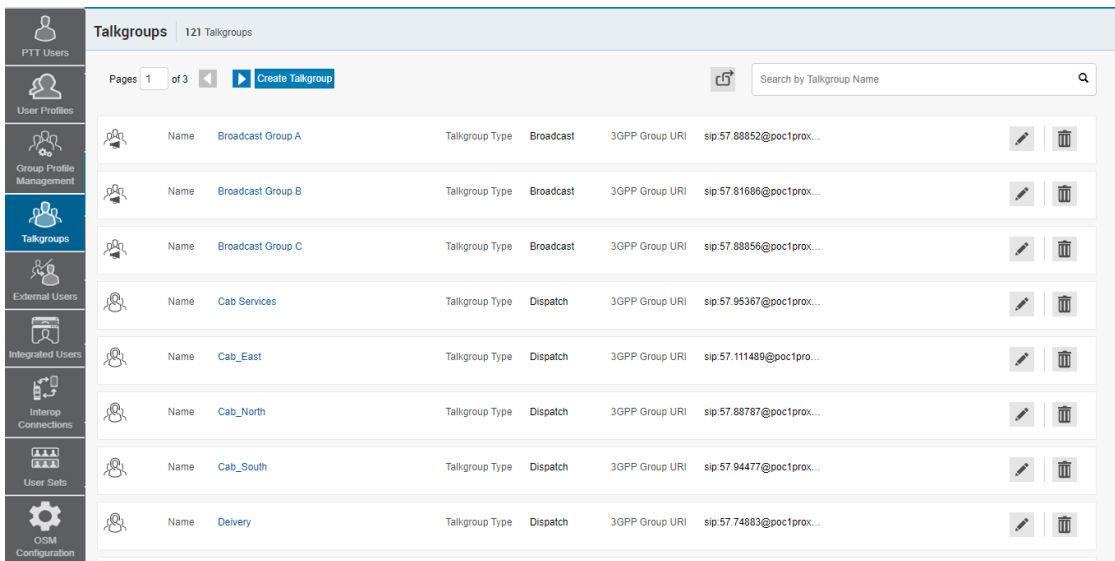 PTT Users
User Profiles
Group Profile
Management
Talkgroups
External Users
Integrated Users
Interop
Connections
User Sets
OSM
Configuration
Talkgroups 121 Talkgroups
Pages 1 of 3 Create Talkgroup Search by Talkgroup Name
Name Broadcast Group A Talkgroup Type Broadcast 3GPP Group URI sip:57.88852@poc1prox...
Name Broadcast Group B Talkgroup Type Broadcast 3GPP Group URI sip:57.81686@poc1prox...
Name Broadcast Group C Talkgroup Type Broadcast 3GPP Group URI sip:57.88856@poc1prox...
Name Cab Services Talkgroup Type Dispatch 3GPP Group URI sip:57.95367@poc1prox...
Name Cab_East Talkgroup Type Dispatch 3GPP Group URI sip:57.111489@poc1pro...
Name Cab_North Talkgroup Type Dispatch 3GPP Group URI sip:57.88787@poc1prox...
Name Cab_South Talkgroup Type Dispatch 3GPP Group URI sip:57.94477@poc1prox...
Name Deivery Talkgroup Type Dispatch 3GPP Group URI sip:57.74883@poc1prox...